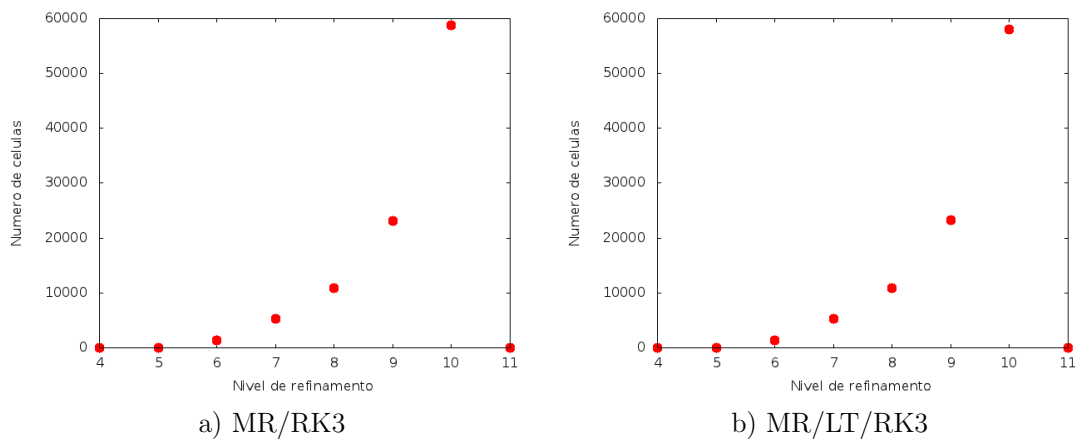 60000
50000
40000
30000
20000
10000
0
Numero de celulas
4 5 6 7 8 9 10 11
Nivel de refinamento
a) MR/RK3
60000
50000
40000
30000
20000
10000
0
Numero de celulas
4 5 6 7 8 9 10 11
Nivel de refinamento
b) MR/LT/RK3